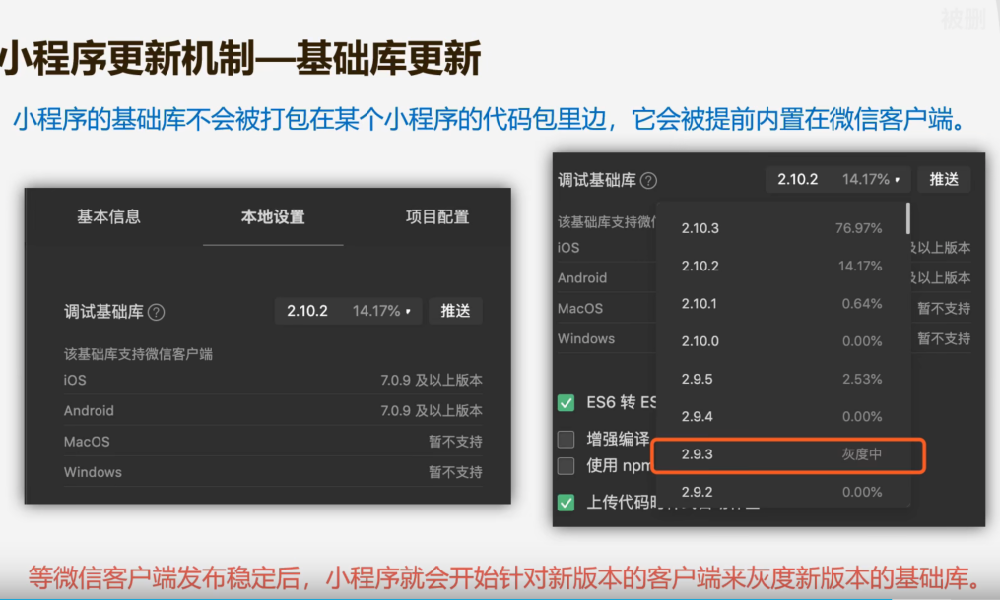 被删
小程序更新机制—基础库更新
小程序的基础库不会被打包在某个小程序的代码包里边，它会被提前内置在微信客户端。
基本信息 本地设置 项目配置
调试基础库 ? 2.10.2 14.17% 推送
该基础库支持微信客户端
iOS 7.0.9 及以上版本
Android 7.0.9 及以上版本
MacOS 暂不支持
Windows 暂不支持
调试基础库 ? 2.10.2 14.17% 推送
该基础库支持微信
iOS 及以上版本
Android 及以上版本
MacOS 暂不支持
Windows 暂不支持
2.10.3 76.97%
2.10.2 14.17%
2.10.1 0.64%
2.10.0 0.00%
2.9.5 2.53%
2.9.4 0.00%
2.9.3 灰度中
2.9.2 0.00%
ES6 转 ES
增强编译
使用 npm
上传代码时
等微信客户端发布稳定后，小程序就会开始针对新版本的客户端来灰度新版本的基础库。